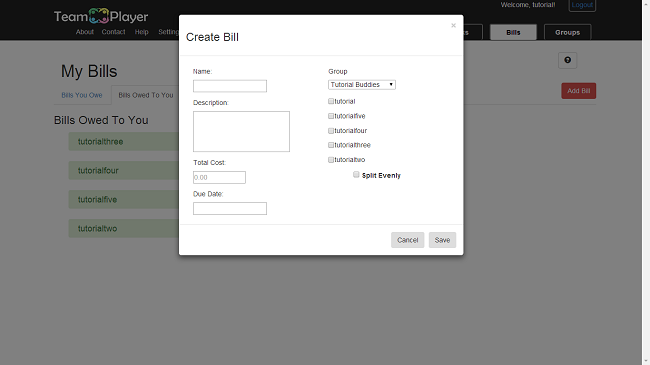 Team Player
Welcome, tutorial! Logout
About Contact Help Setting
ks Bills Groups
My Bills
Bills You Owe Bills Owed To You
Add Bill
Bills Owed To You
tutorialthree
tutorialfour
tutorialfive
tutorialtwo
×
Create Bill
Name:
Description:
Total Cost:
0.00
Due Date:
Group
Tutorial Buddies
tutorial
tutorialfive
tutorialfour
tutorialthree
tutorialtwo
Split Evenly
Cancel Save